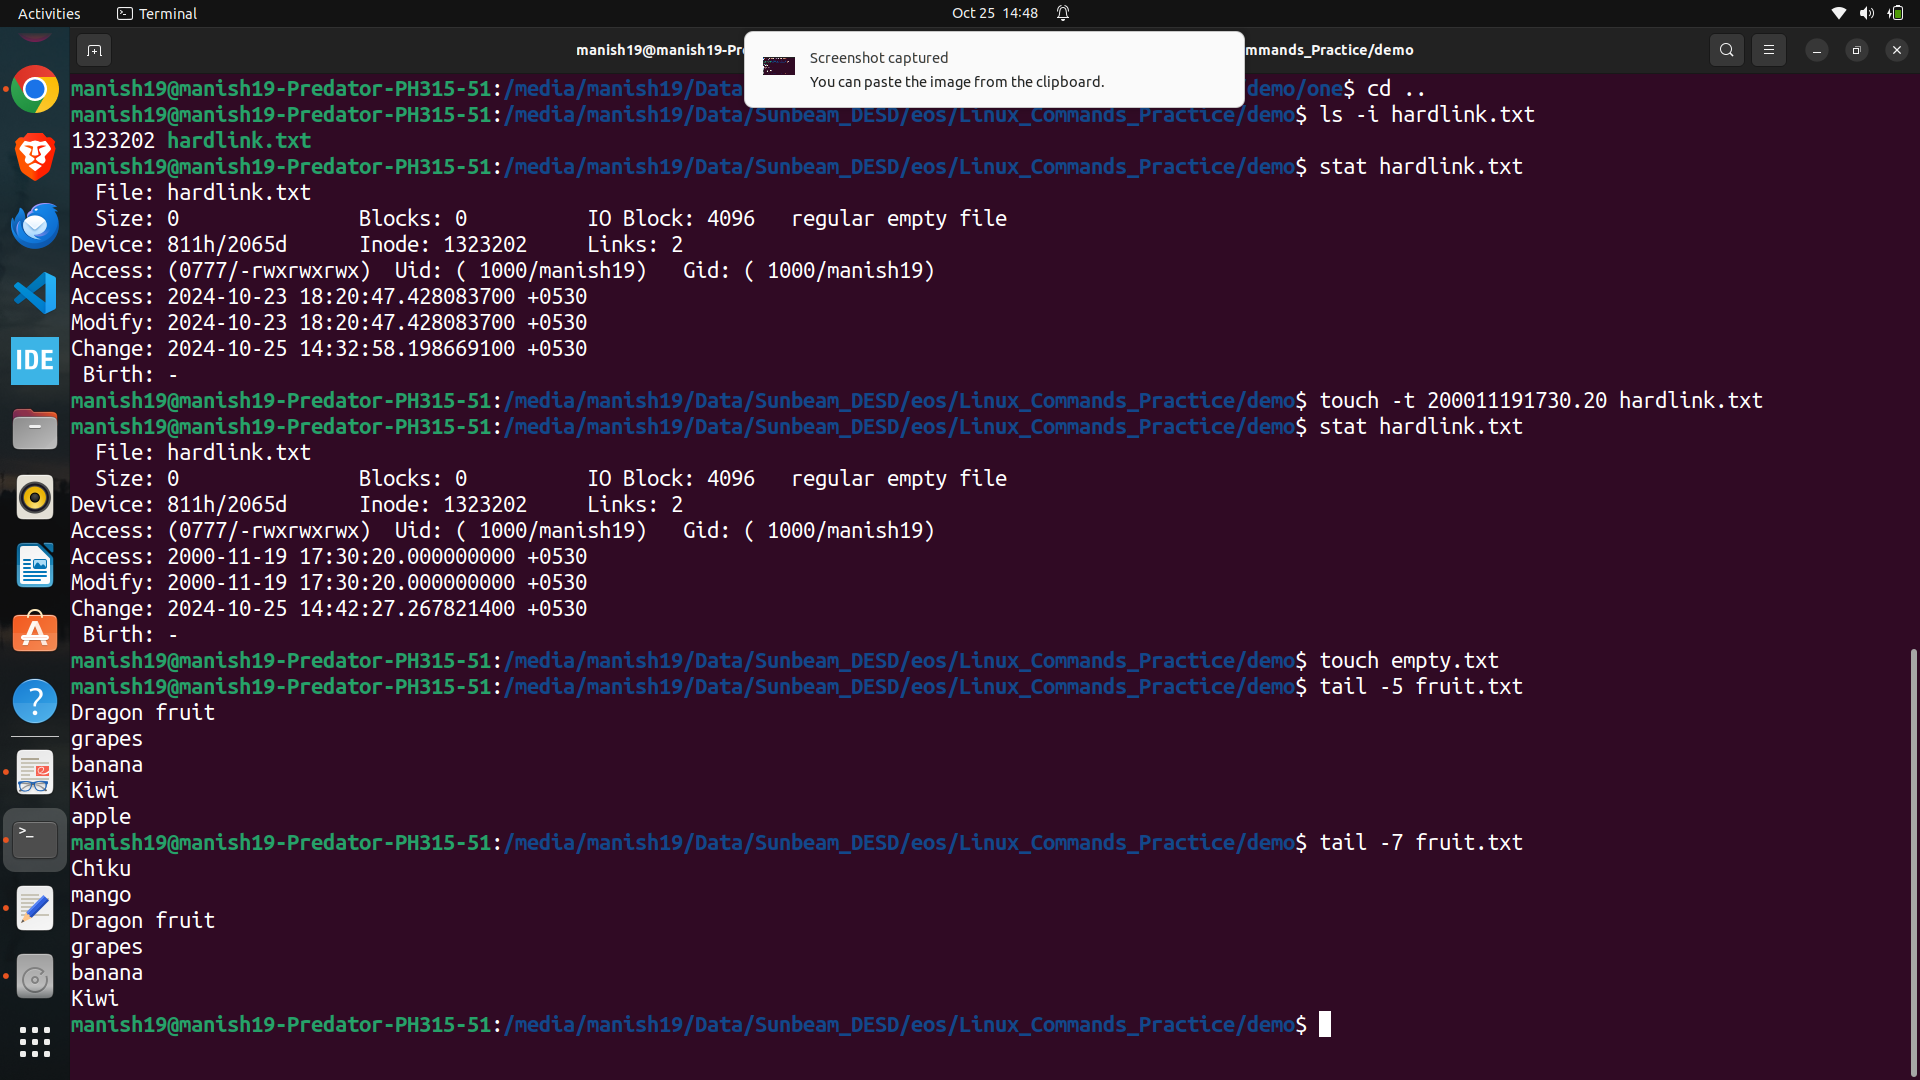 Activities
Terminal
Oct 25 14:48
manish19@manish19-Pre
mmands_Practice/demo
Screenshot captured
You can paste the image from the clipboard.
manish19@manish19-Predator-PH315-51:/media/manish19/Data demo/one$ cd ..
manish19@manish19-Predator-PH315-51:/media/manish19/Data/Sunbeam_DESD/eos/Linux_Commands_Practice/demo$ ls -i hardlink.txt
1323202 hardlink.txt
manish19@manish19-Predator-PH315-51:/media/manish19/Data/Sunbeam_DESD/eos/Linux_Commands_Practice/demo$ stat hardlink.txt
  File: hardlink.txt
  Size: 0               Blocks: 0          IO Block: 4096   regular empty file
Device: 811h/2065d      Inode: 1323202     Links: 2
Access: (0777/-rwxrwxrwx)  Uid: ( 1000/manish19)   Gid: ( 1000/manish19)
Access: 2024-10-23 18:20:47.428083700 +0530
Modify: 2024-10-23 18:20:47.428083700 +0530
Change: 2024-10-25 14:32:58.198669100 +0530
 Birth: -
manish19@manish19-Predator-PH315-51:/media/manish19/Data/Sunbeam_DESD/eos/Linux_Commands_Practice/demo$ touch -t 200011191730.20 hardlink.txt
manish19@manish19-Predator-PH315-51:/media/manish19/Data/Sunbeam_DESD/eos/Linux_Commands_Practice/demo$ stat hardlink.txt
  File: hardlink.txt
  Size: 0               Blocks: 0          IO Block: 4096   regular empty file
Device: 811h/2065d      Inode: 1323202     Links: 2
Access: (0777/-rwxrwxrwx)  Uid: ( 1000/manish19)   Gid: ( 1000/manish19)
Access: 2000-11-19 17:30:20.000000000 +0530
Modify: 2000-11-19 17:30:20.000000000 +0530
Change: 2024-10-25 14:42:27.267821400 +0530
 Birth: -
manish19@manish19-Predator-PH315-51:/media/manish19/Data/Sunbeam_DESD/eos/Linux_Commands_Practice/demo$ touch empty.txt
manish19@manish19-Predator-PH315-51:/media/manish19/Data/Sunbeam_DESD/eos/Linux_Commands_Practice/demo$ tail -5 fruit.txt
Dragon fruit
grapes
banana
Kiwi
apple
manish19@manish19-Predator-PH315-51:/media/manish19/Data/Sunbeam_DESD/eos/Linux_Commands_Practice/demo$ tail -7 fruit.txt
Chiku
mango
Dragon fruit
grapes
banana
Kiwi
manish19@manish19-Predator-PH315-51:/media/manish19/Data/Sunbeam_DESD/eos/Linux_Commands_Practice/demo$
IDE